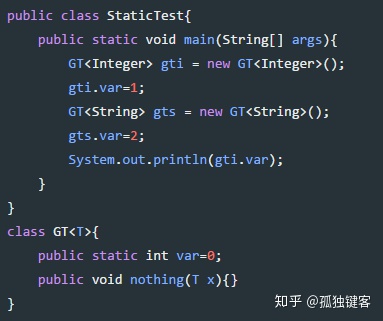 public class StaticTest{
    public static void main(String[] args){
        GT<Integer> gti = new GT<Integer>();
        gti.var=1;
        GT<String> gts = new GT<String>();
        gts.var=2;
        System.out.println(gti.var);
    }
}
class GT<T>{
    public static int var=0;
    public void nothing(T x){}
}
知乎 @孤独键客